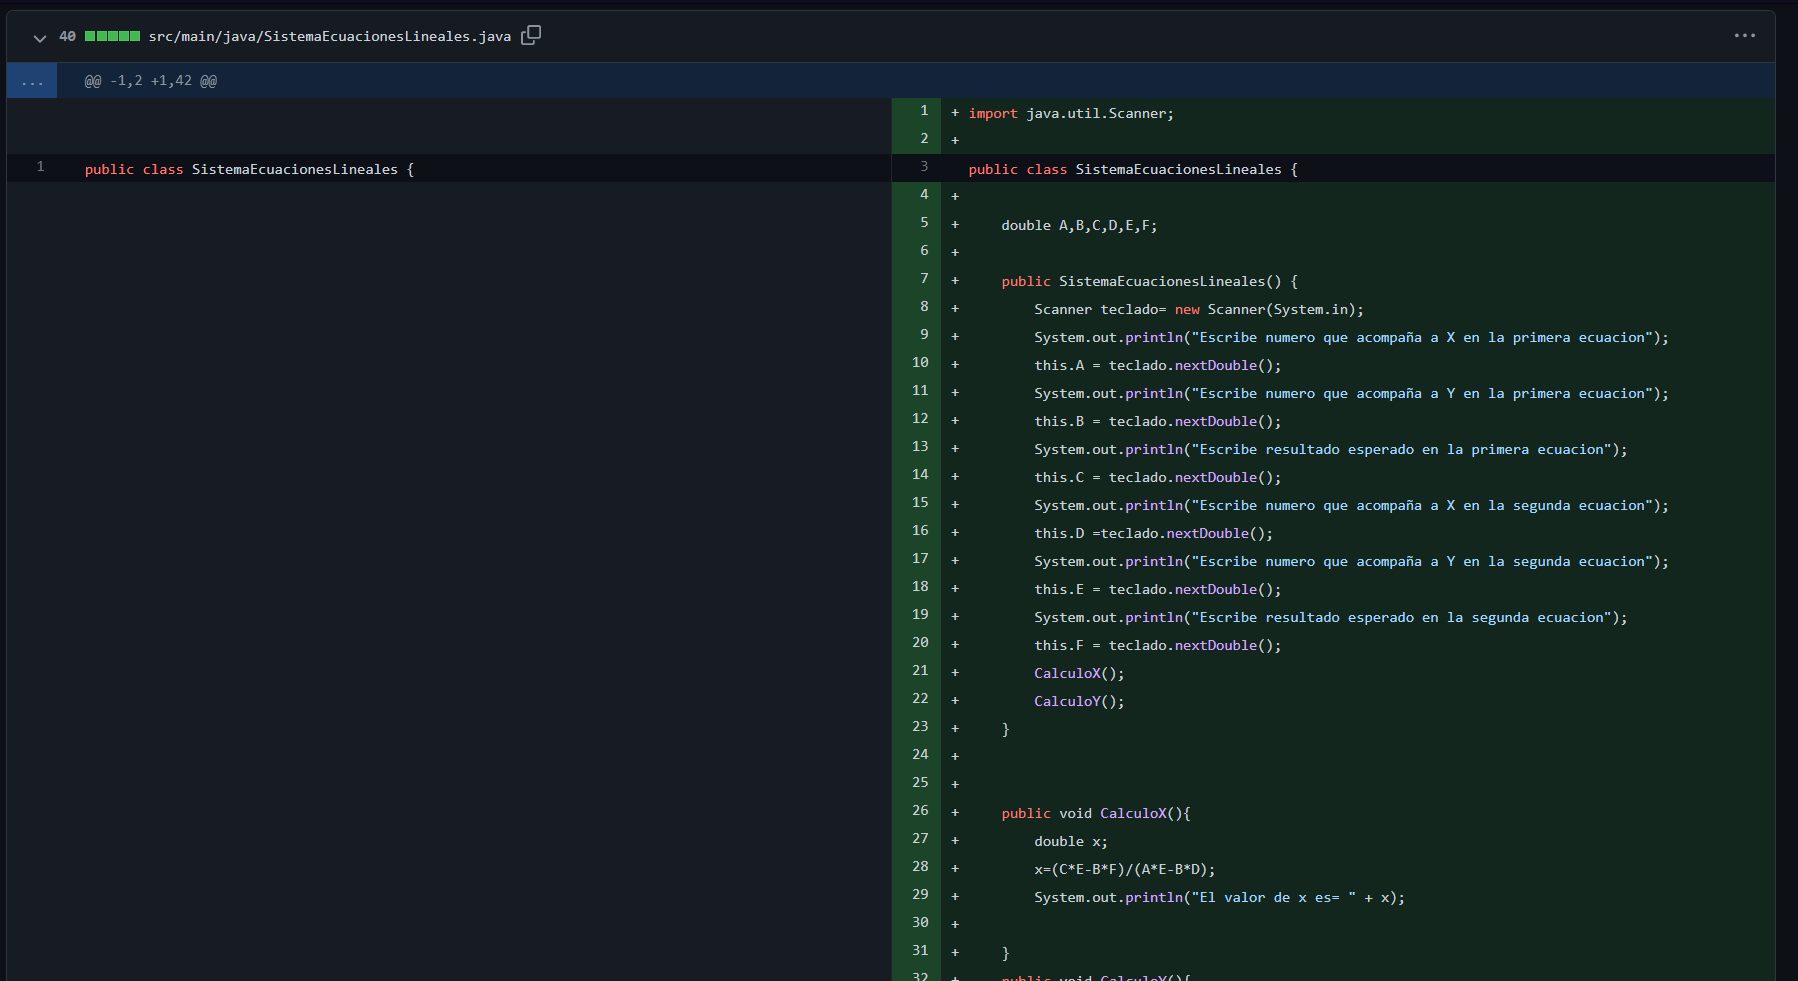 40 src/main/java/SistemaEcuacionesLineales.java
... @@ -1,2 +1,42 @@
1 + import java.util.Scanner;
2 +
1 public class SistemaEcuacionesLineales { 3 public class SistemaEcuacionesLineales {
4 +
5 + double A,B,C,D,E,F;
6 +
7 + public SistemaEcuacionesLineales() {
8 + Scanner teclado= new Scanner(System.in);
9 + System.out.println("Escribe numero que acompaña a X en la primera ecuacion");
10 + this.A = teclado.nextDouble();
11 + System.out.println("Escribe numero que acompaña a Y en la primera ecuacion");
12 + this.B = teclado.nextDouble();
13 + System.out.println("Escribe resultado esperado en la primera ecuacion");
14 + this.C = teclado.nextDouble();
15 + System.out.println("Escribe numero que acompaña a X en la segunda ecuacion");
16 + this.D =teclado.nextDouble();
17 + System.out.println("Escribe numero que acompaña a Y en la segunda ecuacion");
18 + this.E = teclado.nextDouble();
19 + System.out.println("Escribe resultado esperado en la segunda ecuacion");
20 + this.F = teclado.nextDouble();
21 + CalculoX();
22 + CalculoY();
23 + }
24 +
25 +
26 + public void CalculoX(){
27 + double x;
28 + x=(C*E-B*F)/(A*E-B*D);
29 + System.out.println("El valor de x es= " + x);
30 +
31 + }
32 + public void CalculoY(){